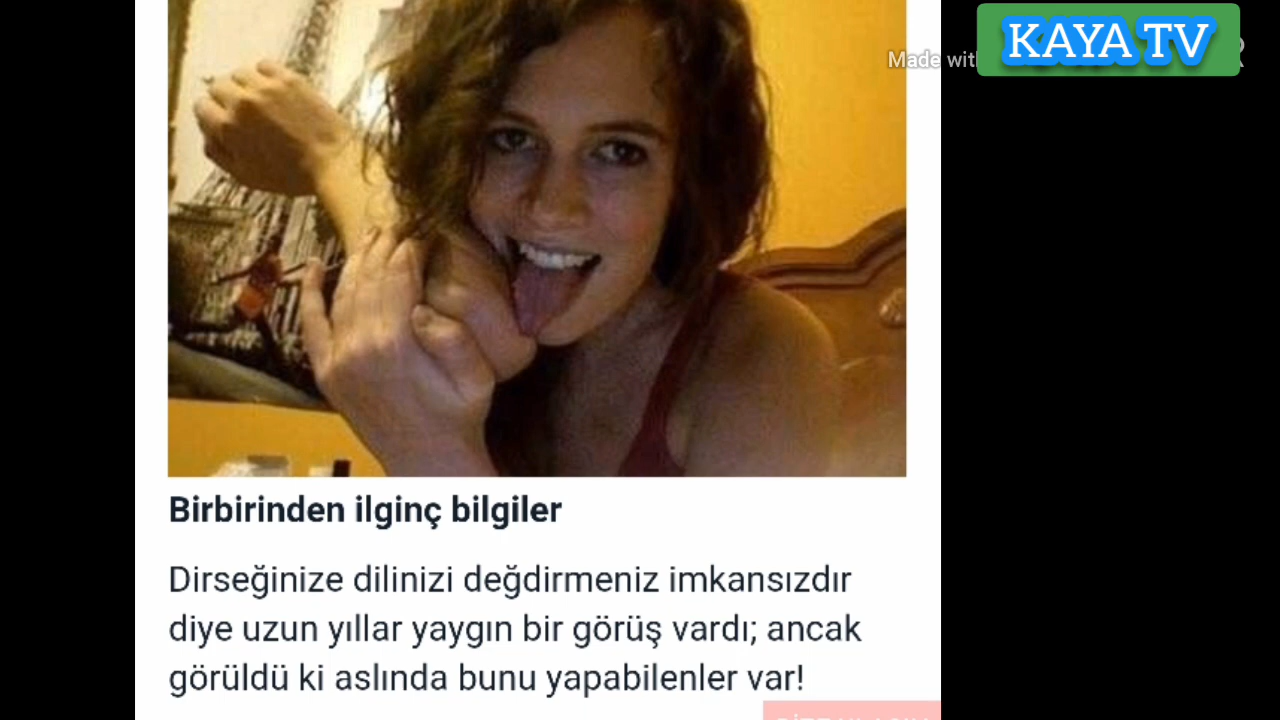 Made with
KAYA TV
Birbirinden ilginç bilgiler
Dirseğinize dilinizi değdirmeniz imkansızdır
diye uzun yıllar yaygın bir görüş vardı; ancak
görüldü ki aslında bunu yapabilenler var!